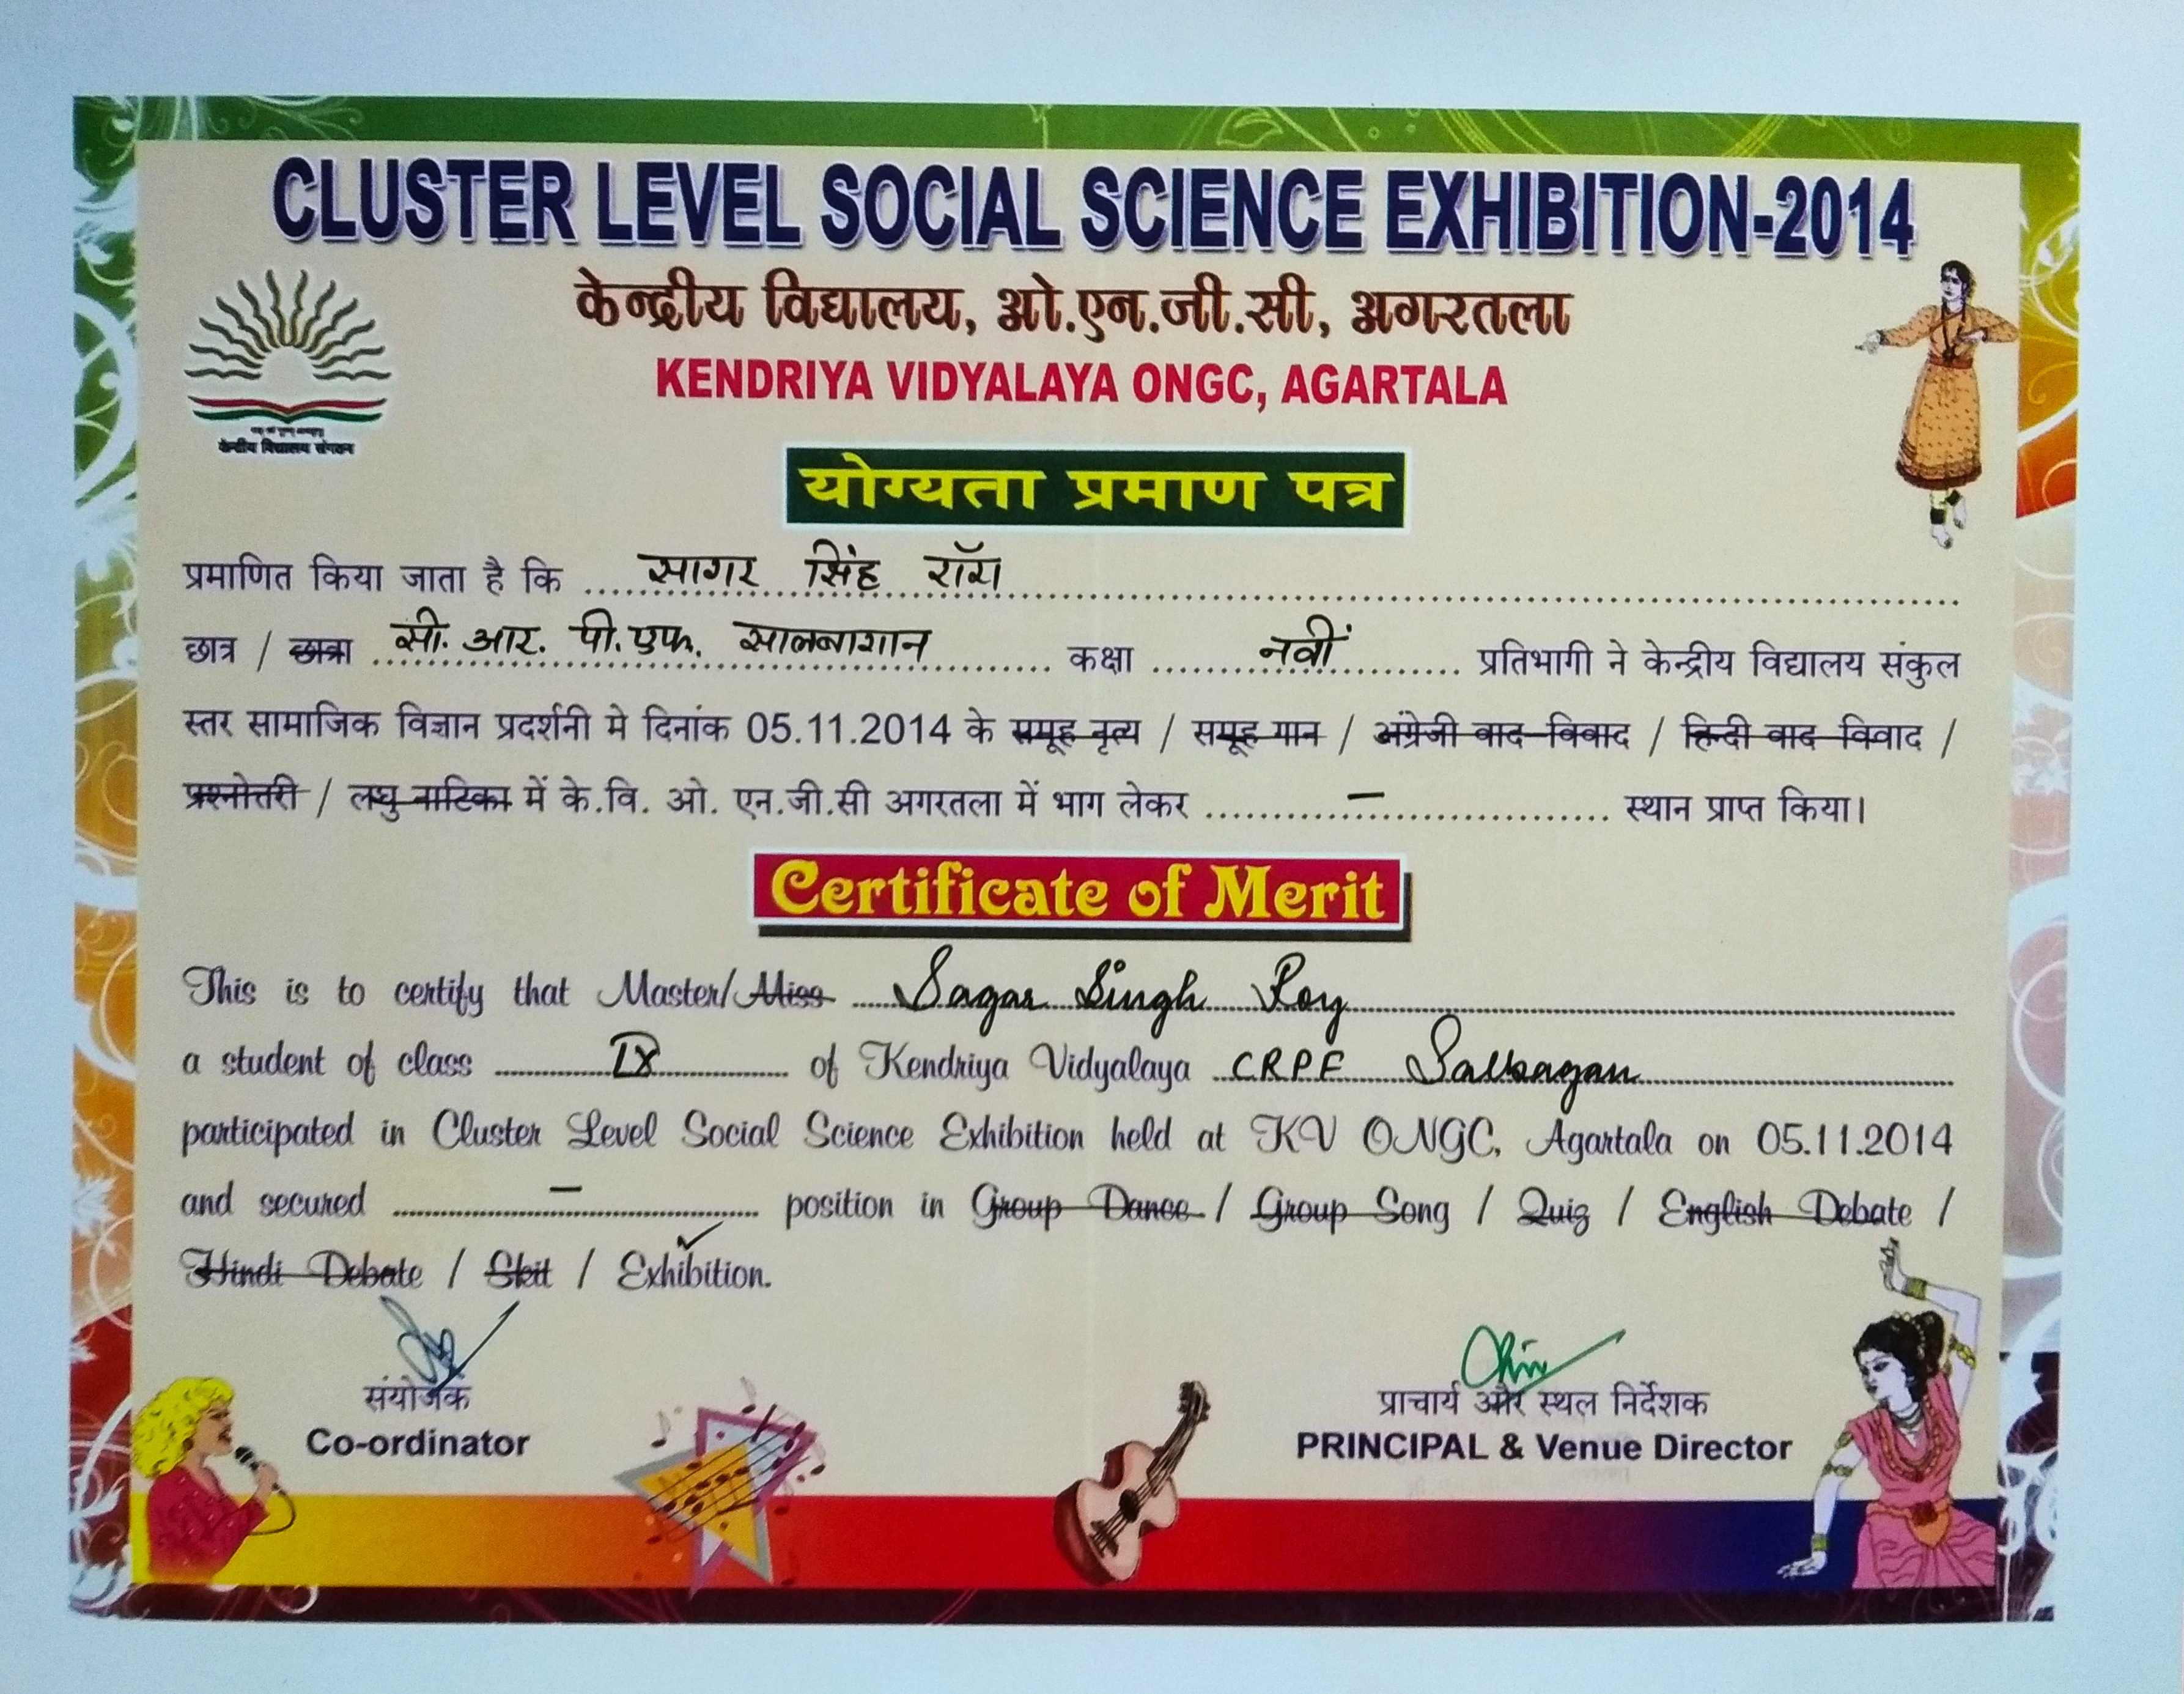 CLUSTER LEVEL SOCIAL SCIENCE EXHIBITION-2014
केन्द्रीय विद्यालय, ओ.एन.जी.सी, अगरतला
KENDRIYA VIDYALAYA ONGC, AGARTALA
केन्द्रीय विद्यालय संगठन
योग्यता प्रमाण पत्र
प्रमाणित किया जाता है कि सागर सिंह रॉय
छात्र / छात्रा सी. आर. पी. एफ. सालबागान कक्षा नवीं प्रतिभागी ने केन्द्रीय विद्यालय संकुल
स्तर सामाजिक विज्ञान प्रदर्शनी मे दिनांक 05.11.2014 के समूह नृत्य / समूह गान / अंग्रेजी वाद-विवाद / हिन्दी वाद विवाद /
प्रश्नोत्तरी / लघु नाटिका में के.वि. ओ. एन.जी.सी अगरतला में भाग लेकर – स्थान प्राप्त किया।
Certificate of Merit
This is to certify that Master/Miss Sagar Singh Roy
a student of class IX of Kendriya Vidyalaya CRPF Salbagan
participated in Cluster Level Social Science Exhibition held at KV ONGC, Agartala on 05.11.2014
and secured – position in Group Dance / Group Song / Quiz / English Debate /
Hindi Debate / Skit / Exhibition.
संयोजक
Co-ordinator
प्राचार्य और स्थल निर्देशक
PRINCIPAL & Venue Director